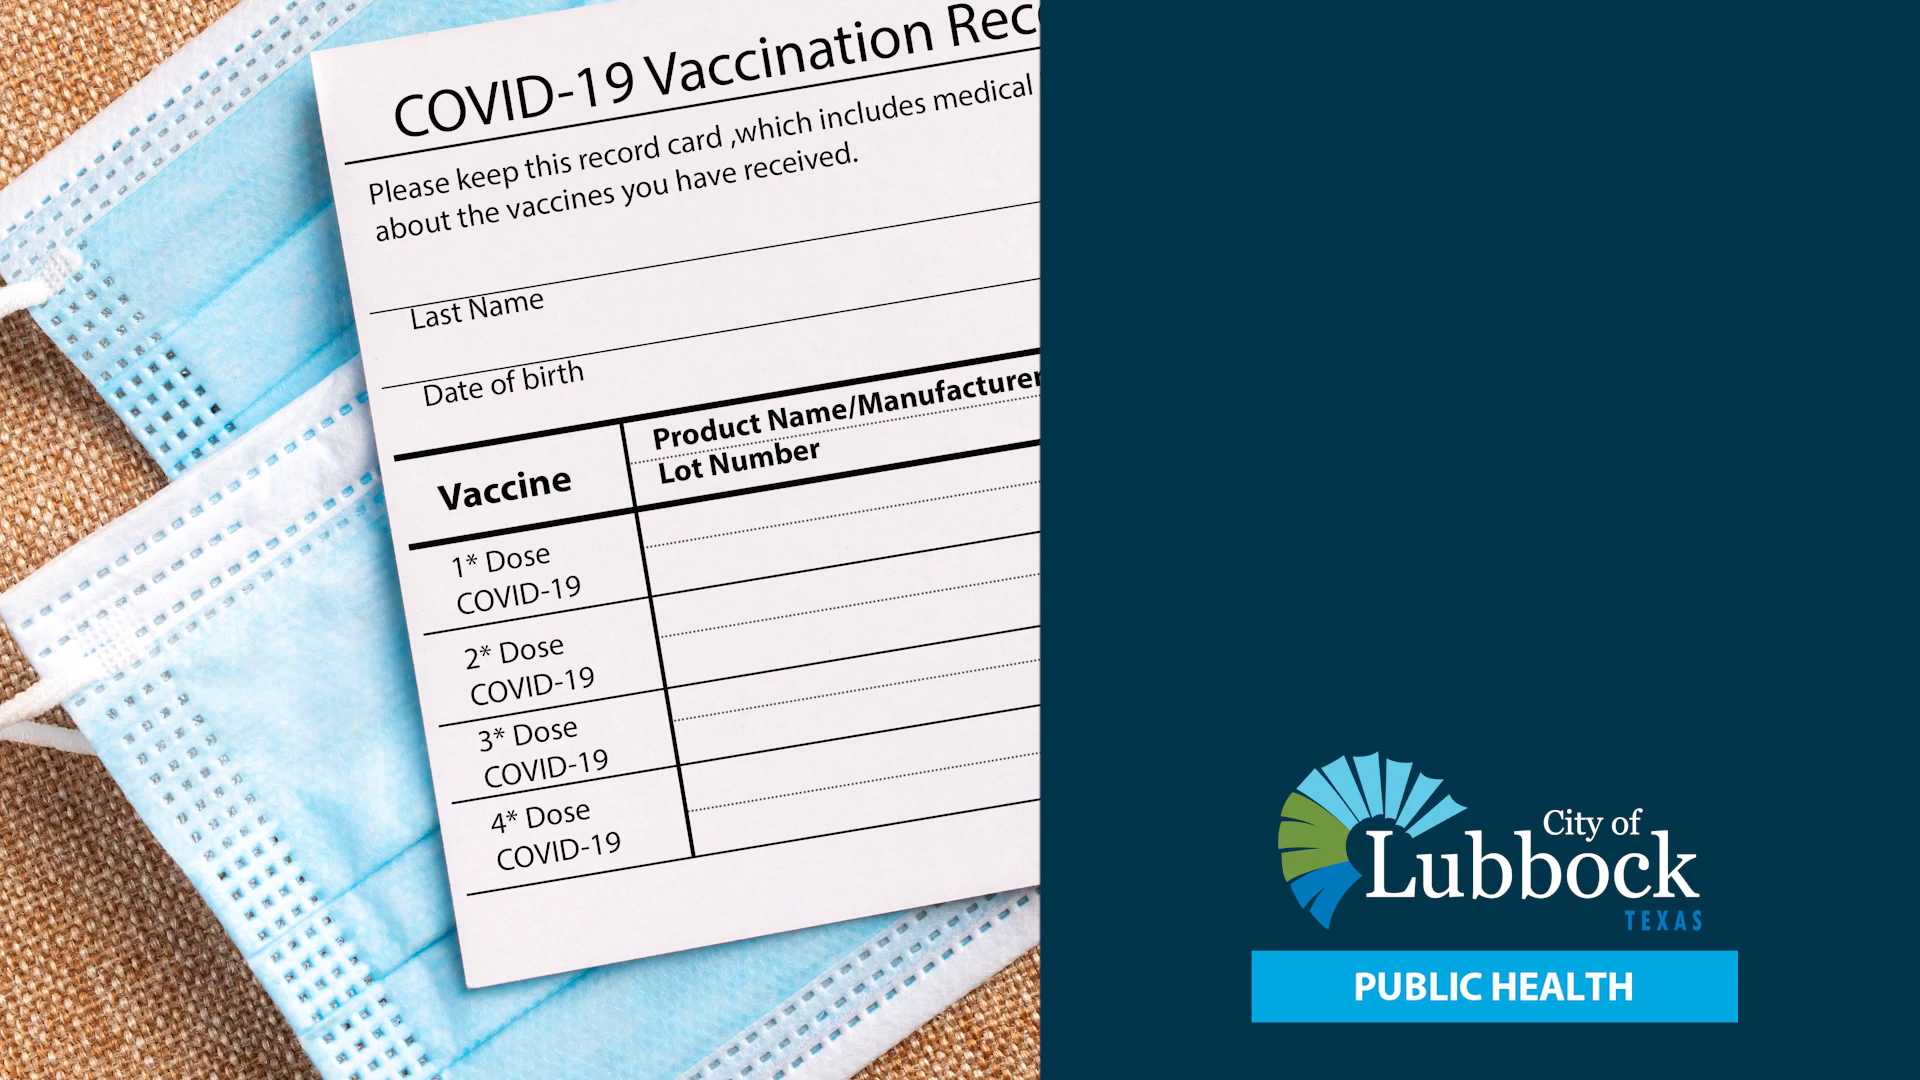 COVID-19 Vaccination Rec
Please keep this record card ,which includes medical
about the vaccines you have received.
Last Name
Date of birth
Product Name/Manufacturer
Vaccine
Lot Number
1* Dose
COVID-19
2* Dose
COVID-19
3* Dose
COVID-19
4* Dose
COVID-19
City of
Lubbock
TEXAS
PUBLIC HEALTH